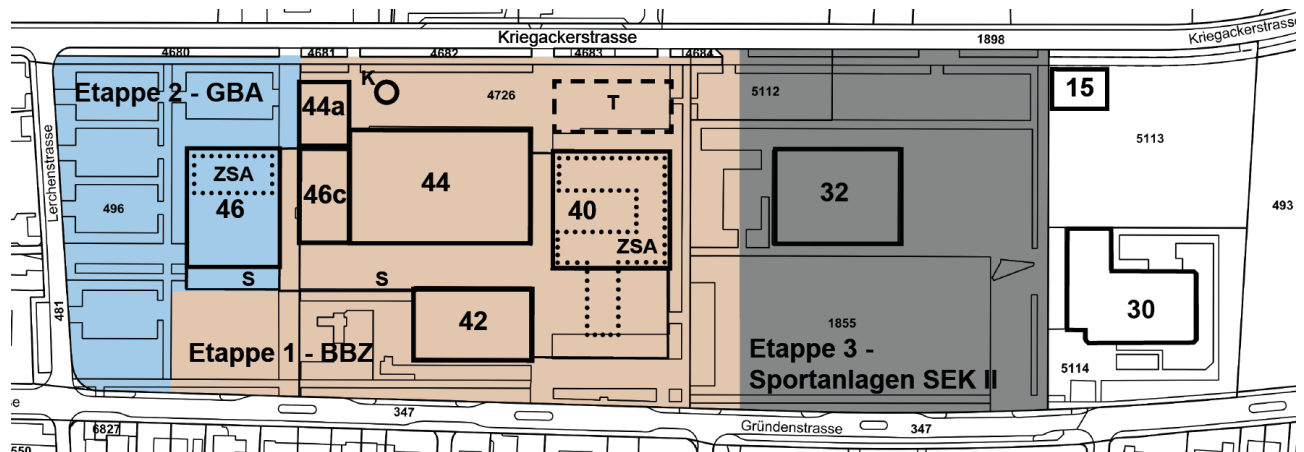 Kriegackerstrasse
1898
Kriegackerstrasse
4680
4681
4682
4683
4684
Etappe 2 - GBA
K
44a
4726
T
5112
15
5113
ZSA
46
46c
44
40
ZSA
32
496
493
Lerchenstrasse
481
S
S
42
30
Etappe 1 - BBZ
1855
Etappe 3 -
Sportanlagen SEK II
5114
se
347
Gründenstrasse
347
6827
550